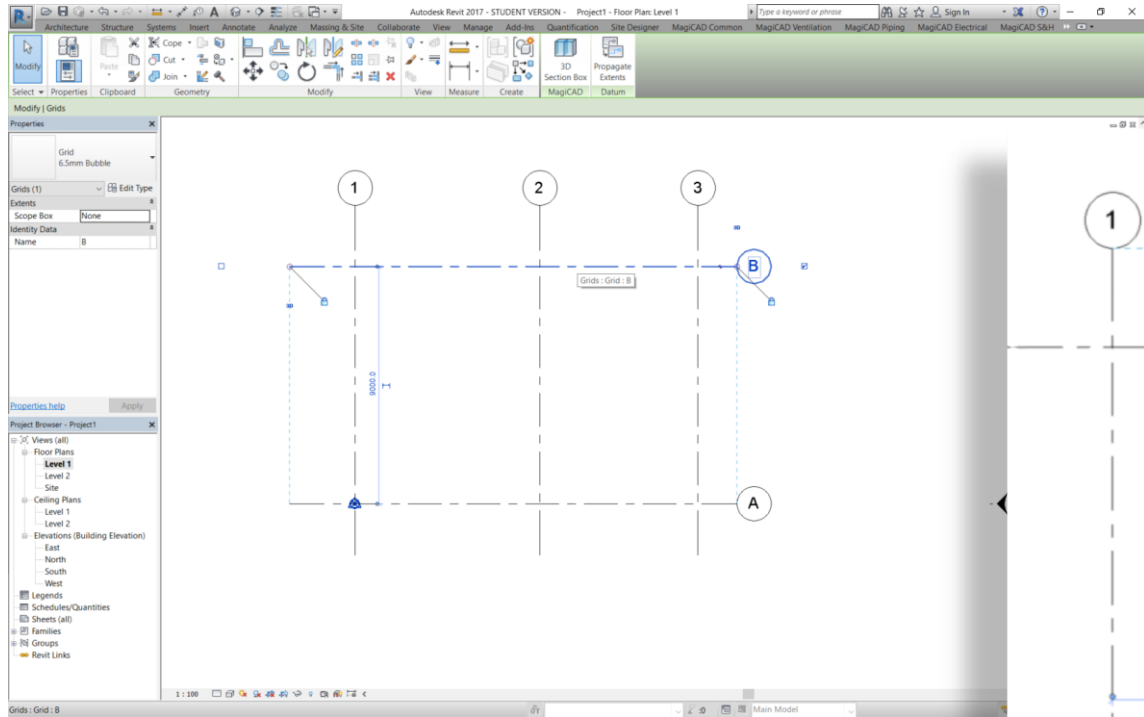 Autodesk Revit 2017 - STUDENT VERSION - Project1 - Floor Plan: Level 1
Type a keyword or phrase
Sign In
Architecture Structure Systems Insert Annotate Analyze Massing & Site Collaborate View Manage Add-Ins Quantification Site Designer MagiCAD Common MagiCAD Ventilation MagiCAD Piping MagiCAD Electrical MagiCAD S&H
Modify
Paste
Cope
Cut
Join
3D
Section Box
Propagate
Extents
Select Properties Clipboard Geometry Modify View Measure Create MagiCAD Datum
Modify | Grids
Properties
Grid
6.5mm Bubble
Grids (1) Edit Type
Extents
Scope Box None
Identity Data
Name B
Properties help Apply
Project Browser - Project1
Views (all)
Floor Plans
Level 1
Level 2
Site
Ceiling Plans
Level 1
Level 2
Elevations (Building Elevation)
East
North
South
West
Legends
Schedules/Quantities
Sheets (all)
Families
Groups
Revit Links
1 2 3
B
Grids : Grid : B
9000.0
A
3D
3D
1
1 : 100
Grids : Grid : B
:0
Main Model